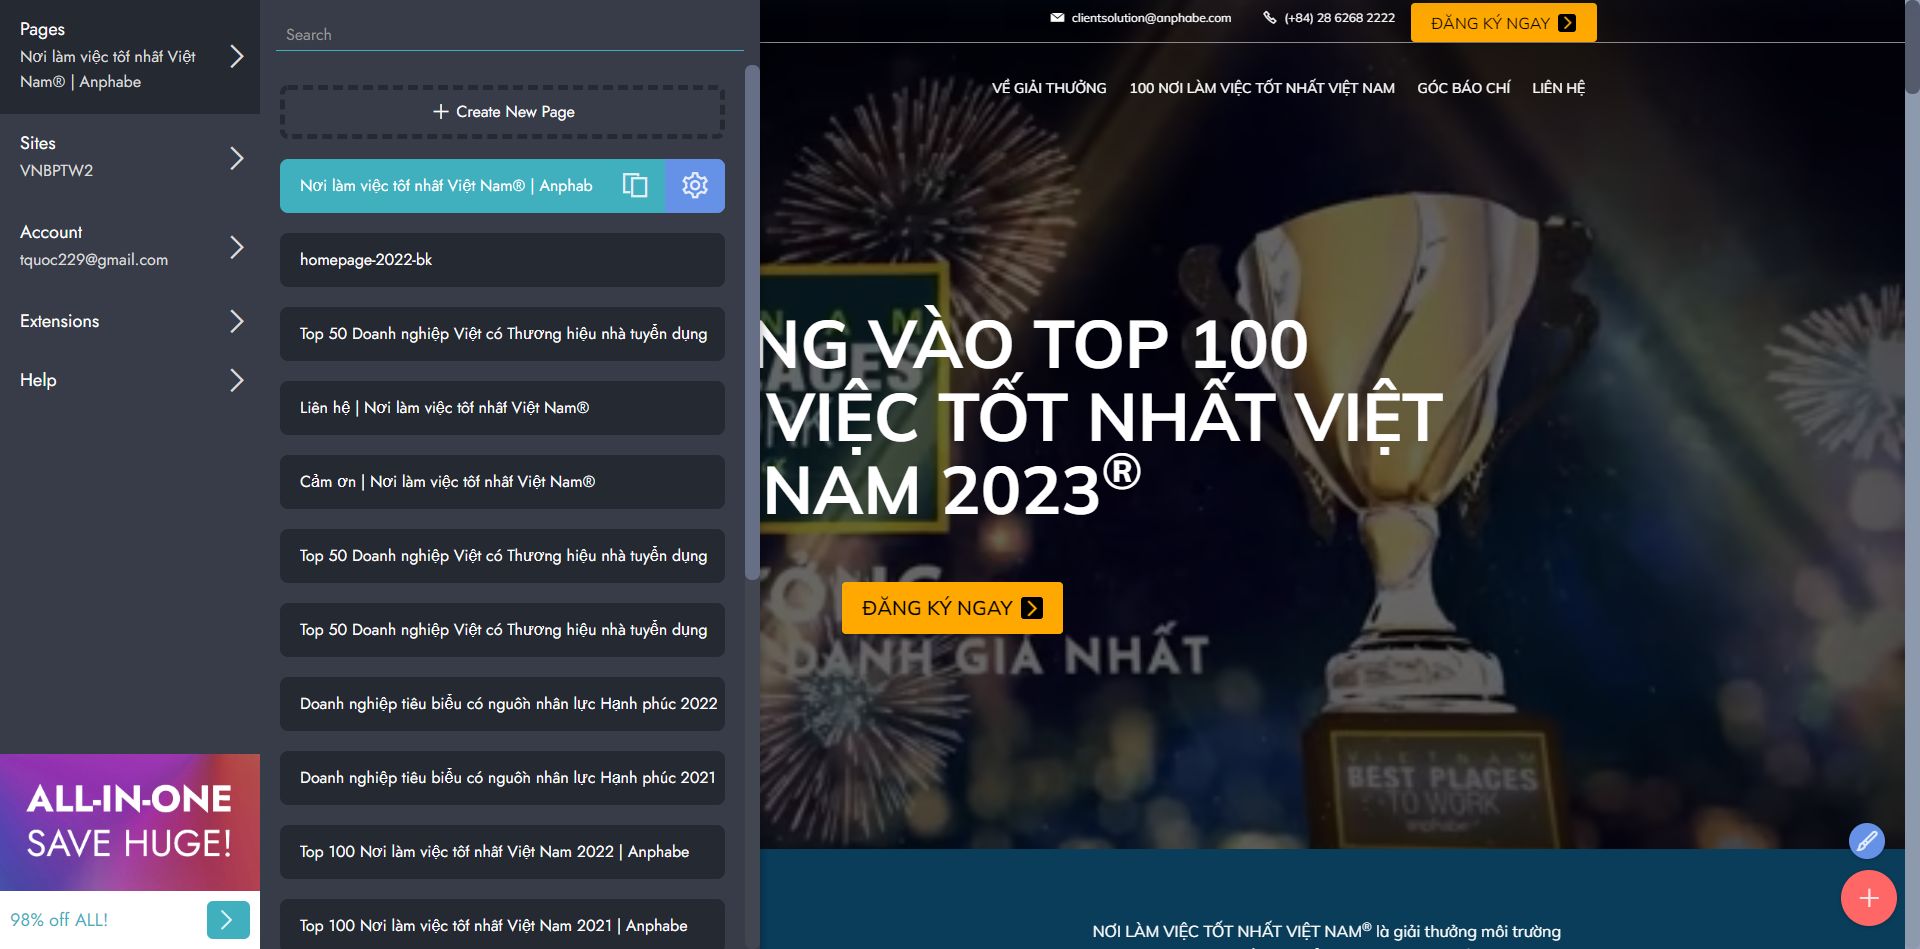 Pages
Nơi làm việc tốt nhất Việt
Nam® | Anphabe
Sites
VNBPTW2
Account
tquoc229@gmail.com
Extensions
Help
ALL-IN-ONE
SAVE HUGE!
98% off ALL!
Search
+ Create New Page
Nơi làm việc tốt nhất Việt Nam® | Anphab
homepage-2022-bk
Top 50 Doanh nghiệp Việt có Thương hiệu nhà tuyển dụng
Liên hệ | Nơi làm việc tốt nhất Việt Nam®
Cảm ơn | Nơi làm việc tốt nhất Việt Nam®
Top 50 Doanh nghiệp Việt có Thương hiệu nhà tuyển dụng
Top 50 Doanh nghiệp Việt có Thương hiệu nhà tuyển dụng
Doanh nghiệp tiêu biểu có nguồn nhân lực Hạnh phúc 2022
Doanh nghiệp tiêu biểu có nguồn nhân lực Hạnh phúc 2021
Top 100 Nơi làm việc tốt nhất Việt Nam 2022 | Anphabe
Top 100 Nơi làm việc tốt nhất Việt Nam 2021 | Anphabe
clientsolution@anphabe.com (+84) 28 6268 2222 ĐĂNG KÝ NGAY
VỀ GIẢI THƯỞNG 100 NƠI LÀM VIỆC TỐT NHẤT VIỆT NAM GÓC BÁO CHÍ LIÊN HỆ
NG VÀO TOP 100
VIỆC TỐT NHẤT VIỆT
NAM 2023®
ĐĂNG KÝ NGAY
DANH GIÁ NHẤT
VIETNAM
BEST PLACES
TO WORK
anphabe
NƠI LÀM VIỆC TỐT NHẤT VIỆT NAM® là giải thưởng môi trường